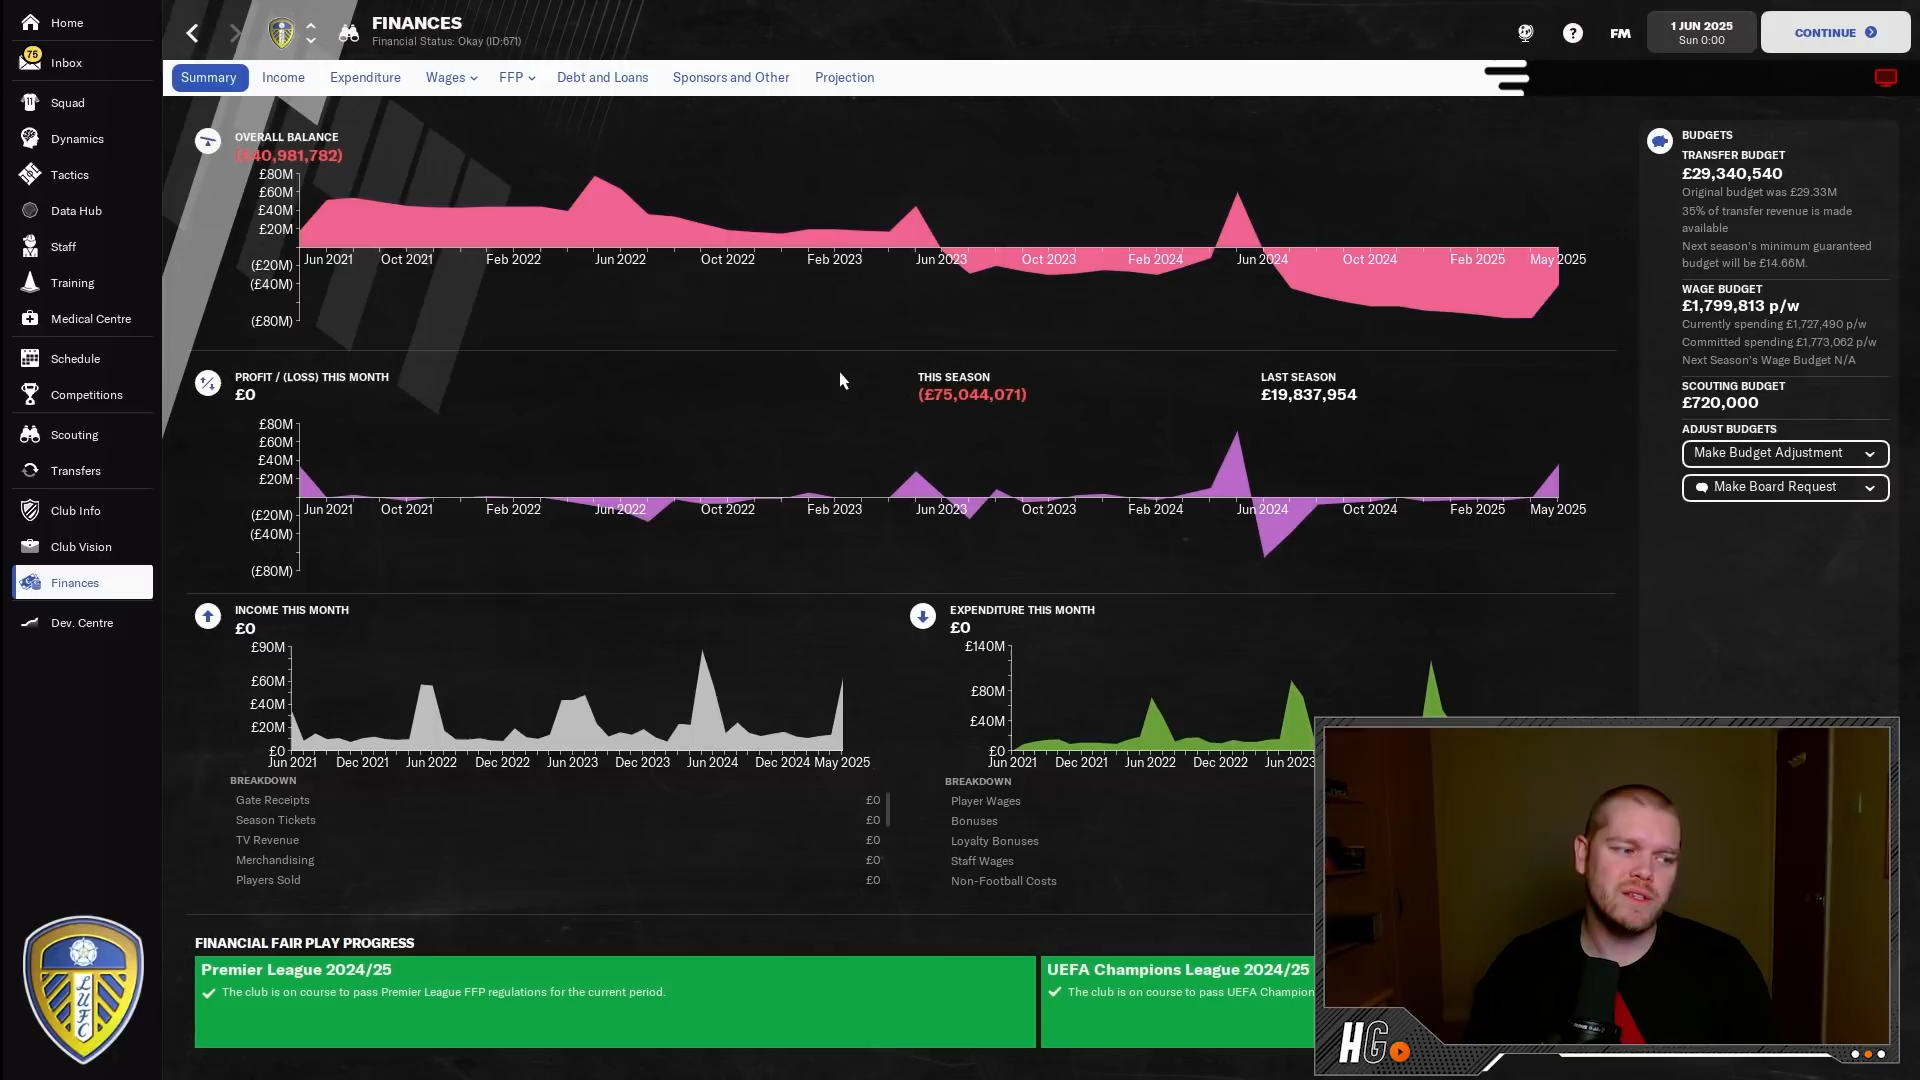 Home
75
Inbox
Squad
Dynamics
Tactics
Data Hub
Staff
Training
Medical Centre
Schedule
Competitions
Scouting
Transfers
Club Info
Club Vision
Finances
Dev. Centre
LUFC
FINANCES
Financial Status: Okay (ID:671)
?
FM
1 JUN 2025
Sun 0:00
CONTINUE
Summary
Income
Expenditure
Wages
FFP
Debt and Loans
Sponsors and Other
Projection
OVERALL BALANCE
(£40,981,782)
£80M
£60M
£40M
£20M
(£20M)
(£40M)
(£80M)
Jun 2021 Oct 2021 Feb 2022 Jun 2022 Oct 2022 Feb 2023 Jun 2023 Oct 2023 Feb 2024 Jun 2024 Oct 2024 Feb 2025 May 2025
PROFIT / (LOSS) THIS MONTH
£0
THIS SEASON
(£75,044,071)
LAST SEASON
£19,837,954
£80M
£60M
£40M
£20M
(£20M)
(£40M)
(£80M)
Jun 2021 Oct 2021 Feb 2022 Jun 2022 Oct 2022 Feb 2023 Jun 2023 Oct 2023 Feb 2024 Jun 2024 Oct 2024 Feb 2025 May 2025
INCOME THIS MONTH
£0
£90M
£60M
£40M
£20M
£0
Jun 2021 Dec 2021 Jun 2022 Dec 2022 Jun 2023 Dec 2023 Jun 2024 Dec 2024 May 2025
BREAKDOWN
Gate Receipts £0
Season Tickets £0
TV Revenue £0
Merchandising £0
Players Sold £0
EXPENDITURE THIS MONTH
£0
£140M
£80M
£40M
£0
Jun 2021 Dec 2021 Jun 2022 Dec 2022 Jun 2023
BREAKDOWN
Player Wages
Bonuses
Loyalty Bonuses
Staff Wages
Non-Football Costs
FINANCIAL FAIR PLAY PROGRESS
Premier League 2024/25
The club is on course to pass Premier League FFP regulations for the current period.
UEFA Champions League 2024/25
The club is on course to pass UEFA Champion
BUDGETS
TRANSFER BUDGET
£29,340,540
Original budget was £29.33M
35% of transfer revenue is made
available
Next season's minimum guaranteed
budget will be £14.66M.
WAGE BUDGET
£1,799,813 p/w
Currently spending £1,727,490 p/w
Committed spending £1,773,062 p/w
Next Season's Wage Budget N/A
SCOUTING BUDGET
£720,000
ADJUST BUDGETS
Make Budget Adjustment
Make Board Request
HG